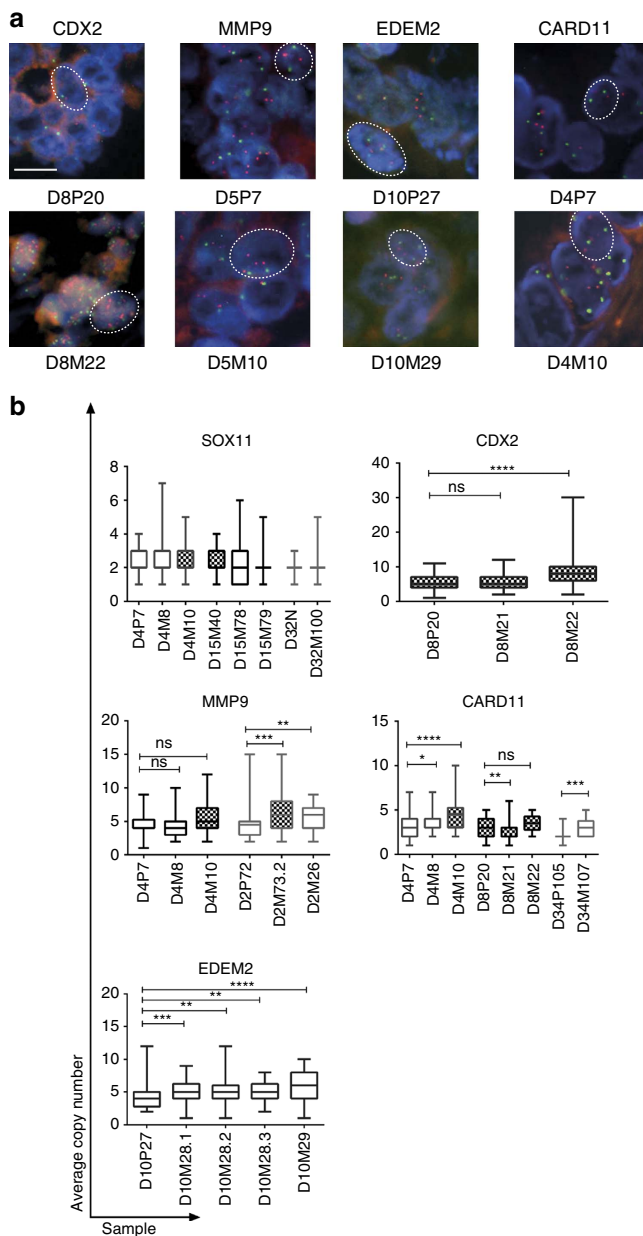 a
CDX2 MMP9 EDEM2 CARD11
D8P20 D5P7 D10P27 D4P7
D8M22 D5M10 D10M29 D4M10
b
SOX11
8
6
4
2
0
D4P7 D4M8 D4M10 D15M40 D15M78 D15M79 D32N D32M100
CDX2
40
30
20
10
0
****
ns
D8P20 D8M21 D8M22
MMP9
20
15
10
5
0
ns
ns
**
***
D4P7 D4M8 D4M10 D2P72 D2M73.2 D2M26
CARD11
15
10
5
0
****
*
ns
**
***
D4P7 D4M8 D4M10 D8P20 D8M21 D8M22 D34P105 D34M107
EDEM2
20
15
10
5
0
****
**
**
***
D10P27 D10M28.1 D10M28.2 D10M28.3 D10M29
Average copy number
Sample